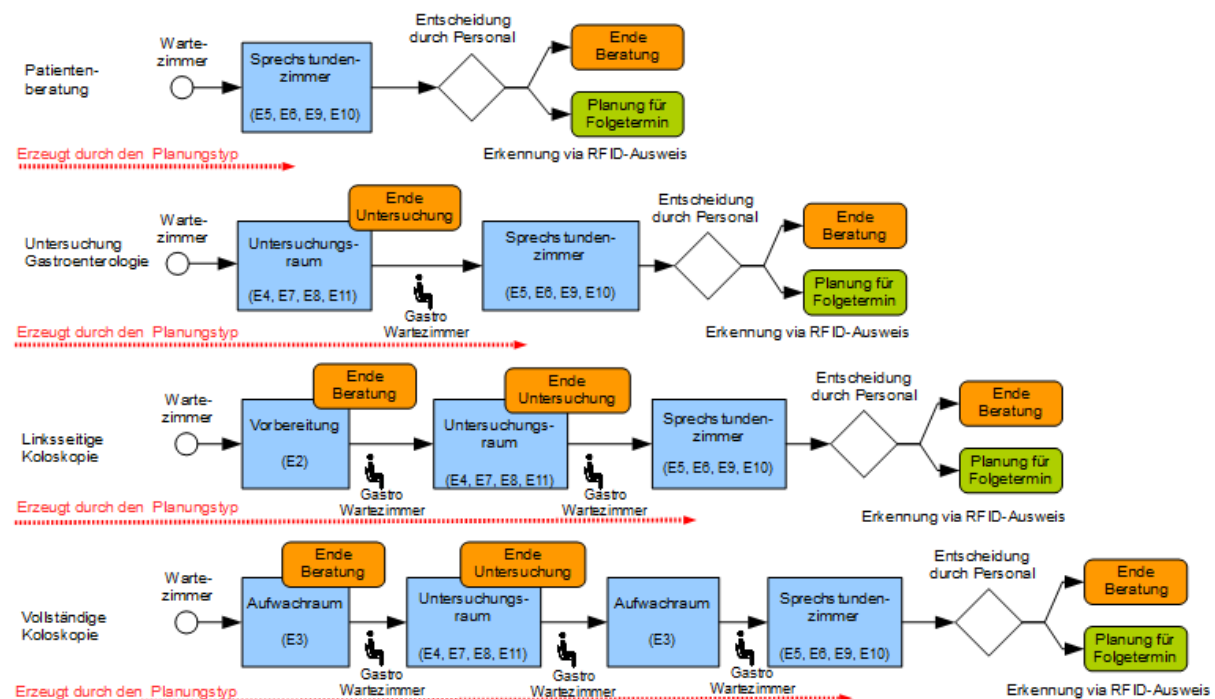 Patienten-
beratung
Warte-
zimmer
Sprechstunden-
zimmer
(E5, E6, E9, E10)
Entscheidung
durch Personal
Ende
Beratung
Planung für
Folgetermin
Erzeugt durch den Planungstyp
Erkennung via RFID-Ausweis
Untersuchung
Gastroenterologie
Warte-
zimmer
Untersuchungs-
raum
(E4, E7, E8, E11)
Ende
Untersuchung
Gastro
Wartezimmer
Sprechstunden-
zimmer
(E5, E6, E9, E10)
Entscheidung
durch Personal
Ende
Beratung
Planung für
Folgetermin
Erzeugt durch den Planungstyp
Erkennung via RFID-Ausweis
Linksseitige
Koloskopie
Warte-
zimmer
Vorbereitung
(E2)
Ende
Beratung
Gastro
Wartezimmer
Untersuchungs-
raum
(E4, E7, E8, E11)
Ende
Untersuchung
Gastro
Wartezimmer
Sprechstunden-
zimmer
(E5, E6, E9, E10)
Entscheidung
durch Personal
Ende
Beratung
Planung für
Folgetermin
Erzeugt durch den Planungstyp
Erkennung via RFID-Ausweis
Vollständige
Koloskopie
Warte-
zimmer
Aufwachraum
(E3)
Ende
Beratung
Gastro
Wartezimmer
Untersuchungs-
raum
(E4, E7, E8, E11)
Ende
Untersuchung
Gastro
Wartezimmer
Aufwachraum
(E3)
Gastro
Wartezimmer
Sprechstunden-
zimmer
(E5, E6, E9, E10)
Entscheidung
durch Personal
Ende
Beratung
Planung für
Folgetermin
Erzeugt durch den Planungstyp
Erkennung via RFID-Ausweis